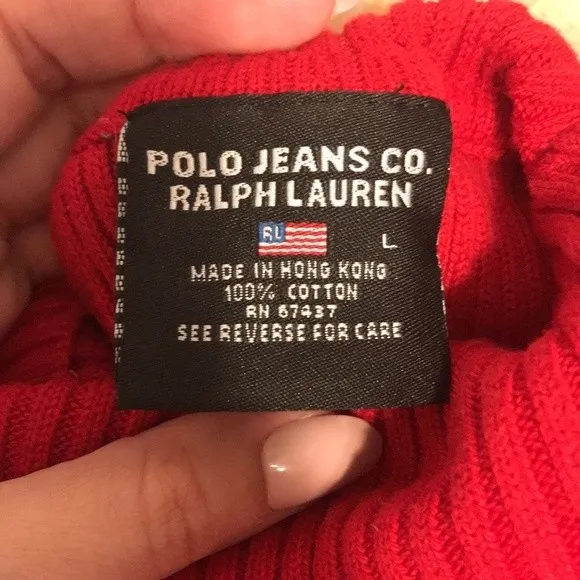 POLO JEANS CO.
RALPH LAUREN
RL L
MADE IN HONG KONG
100% COTTON
RN 67437
SEE REVERSE FOR CARE